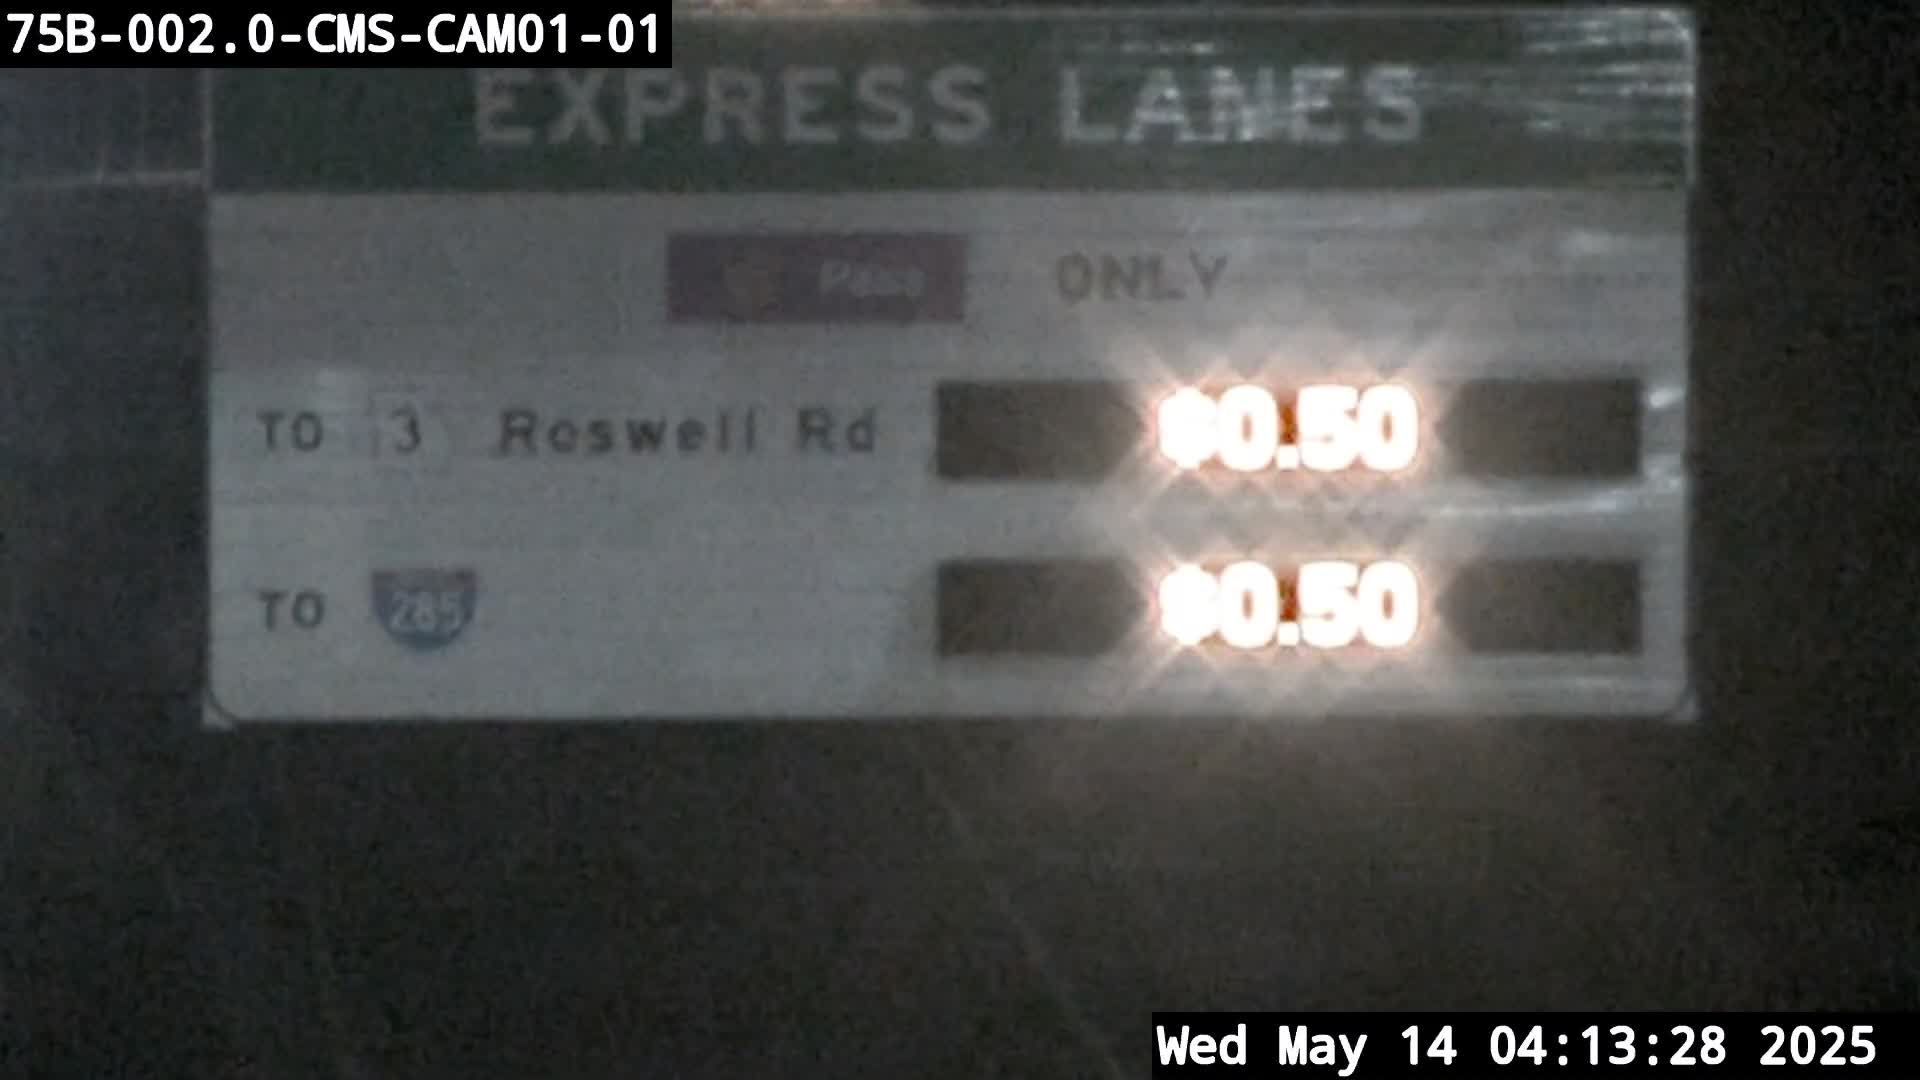 75B-002.0-CMS-CAM01-01
EXPRESS LANES
Pass ONLY
TO 3 Roswell Rd $0.50
TO 285 $0.50
Wed May 14 04:13:28 2025